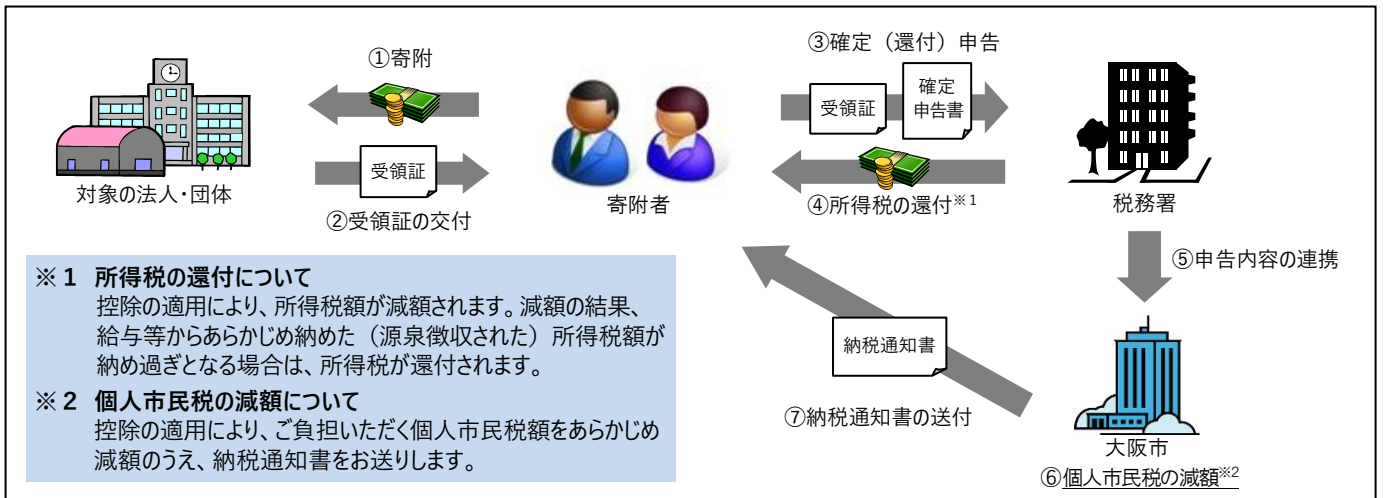 ①寄附
対象の法人・団体
受領証
②受領証の交付
寄附者
③確定（還付）申告
受領証
確定
申告書
④所得税の還付※1
税務署
⑤申告内容の連携
大阪市
⑥個人市民税の減額※2
納税通知書
⑦納税通知書の送付
※１ 所得税の還付について
控除の適用により、所得税額が減額されます。減額の結果、
給与等からあらかじめ納めた（源泉徴収された）所得税額が
納め過ぎとなる場合は、所得税が還付されます。
※２ 個人市民税の減額について
控除の適用により、ご負担いただく個人市民税額をあらかじめ
減額のうえ、納税通知書をお送りします。